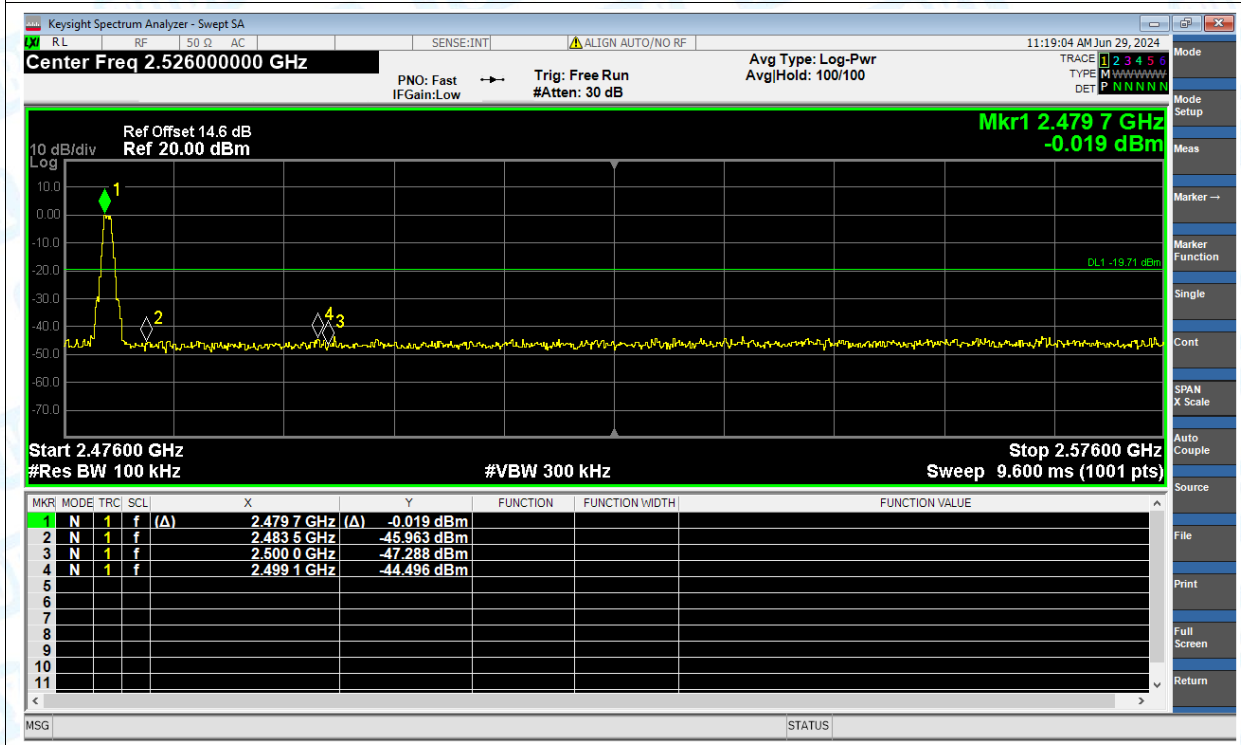 Keysight Spectrum Analyzer - Swept SA
LXI RL RF 50 Ω AC SENSE:INT ALIGN AUTO/NO RF 11:19:04 AM Jun 29, 2024
Center Freq 2.526000000 GHz
PNO: Fast
IFGain:Low
Trig: Free Run
#Atten: 30 dB
Avg Type: Log-Pwr
Avg|Hold: 100/100
TRACE 1 2 3 4 5 6
TYPE M WWWWW
DET P N N N N N
Ref Offset 14.6 dB
10 dB/div Ref 20.00 dBm
Log
Mkr1 2.479 7 GHz
-0.019 dBm
10.0
0.00
-10.0
-20.0
-30.0
-40.0
-50.0
-60.0
-70.0
1
2
4
3
DL1 -19.71 dBm
Start 2.47600 GHz Stop 2.57600 GHz
#Res BW 100 kHz #VBW 300 kHz Sweep 9.600 ms (1001 pts)
MKR MODE TRC SCL X Y FUNCTION FUNCTION WIDTH FUNCTION VALUE
1 N 1 f (Δ) 2.479 7 GHz (Δ) -0.019 dBm
2 N 1 f 2.483 5 GHz -45.963 dBm
3 N 1 f 2.500 0 GHz -47.288 dBm
4 N 1 f 2.499 1 GHz -44.496 dBm
5
6
7
8
9
10
11
MSG STATUS
Mode
Mode
Setup
Meas
Marker →
Marker
Function
Single
Cont
SPAN
X Scale
Auto
Couple
Source
File
Print
Full
Screen
Return